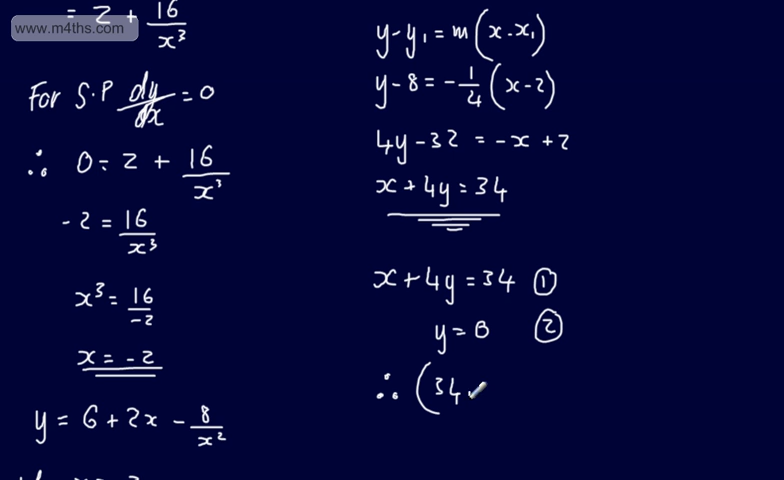 = 2 + 16/x³
www.m4ths.com
For S.P dy/dx = 0
∴ 0 = 2 + 16/x³
-2 = 16/x³
x³ = 16/-2
x = -2
y = 6 + 2x - 8/x²
y-y₁ = m(x-x₁)
y-8 = -1/4(x-2)
4y-32 = -x+2
x+4y = 34
x+4y = 34 ①
y = 0 ②
∴ (34,